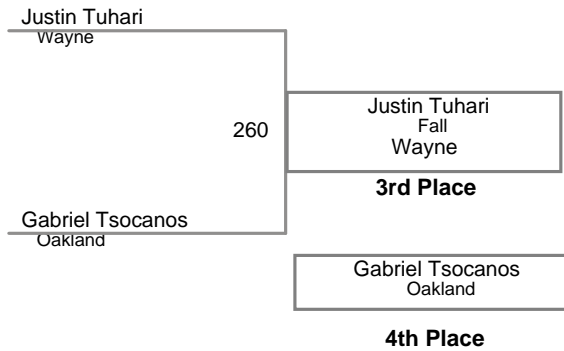 Justin Tuhari
Wayne
260
Justin Tuhari
Fall
Wayne
3rd Place
Gabriel Tsocanos
Oakland
Gabriel Tsocanos
Oakland
4th Place